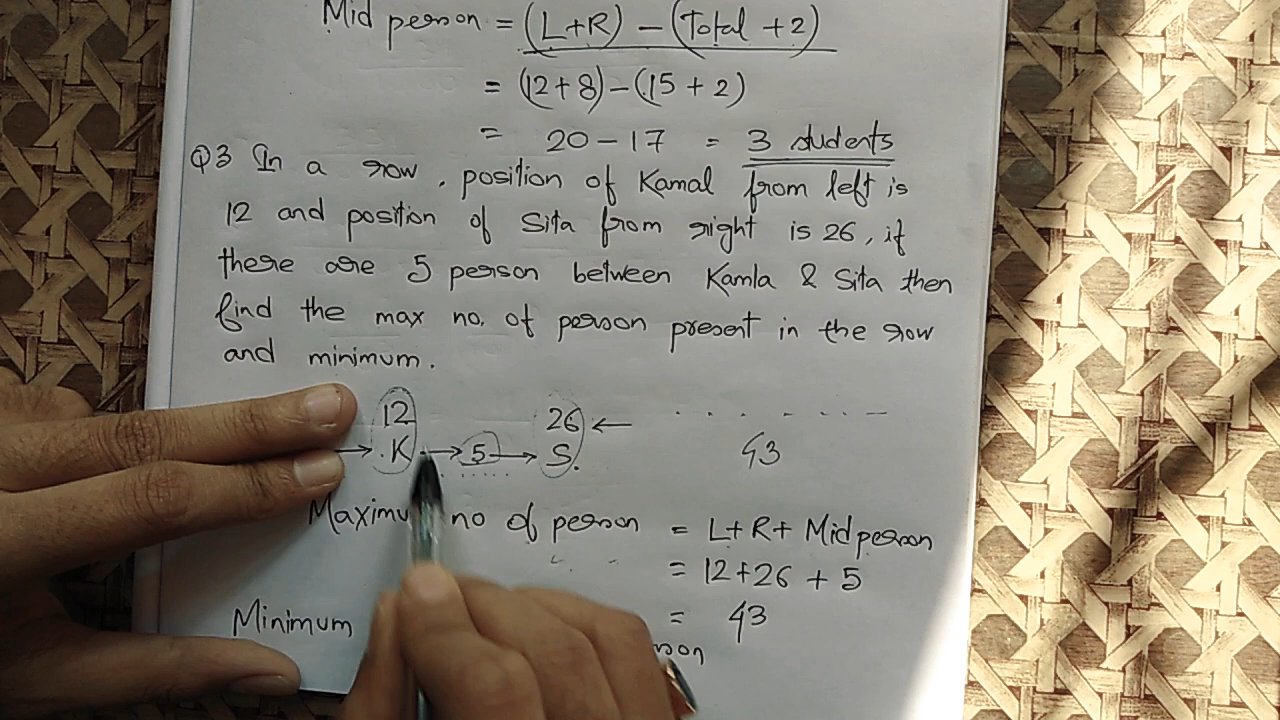 Mid person = (L+R) - (Total +2)
= (12+8)-(15+2)
= 20-17 = 3 students
Q3 In a row, position of Kamal from left is
12 and position of Sita from right is 26, if
there are 5 person between Kamla & Sita then
find the max no. of person present in the row
and minimum.
12 26 ←
→ K → 5 → S. 43
Maximu no of person = L+R+ Mid person
= 12+26 + 5
= 43
Minimum